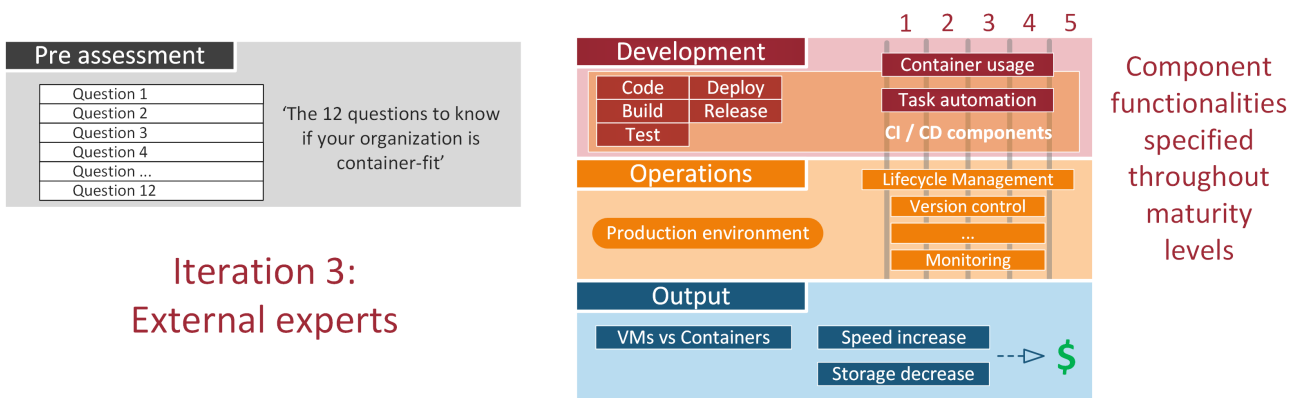 Pre assessment
Question 1
Question 2
Question 3
Question 4
Question ...
Question 12
‘The 12 questions to know
if your organization is
container-fit’
Iteration 3:
External experts
1 2 3 4 5
Development
Code Deploy
Build Release
Test
Container usage
Task automation
CI / CD components
Operations
Production environment
Lifecycle Management
Version control
...
Monitoring
Output
VMs vs Containers
Speed increase
Storage decrease
$
Component
functionalities
specified
throughout
maturity
levels